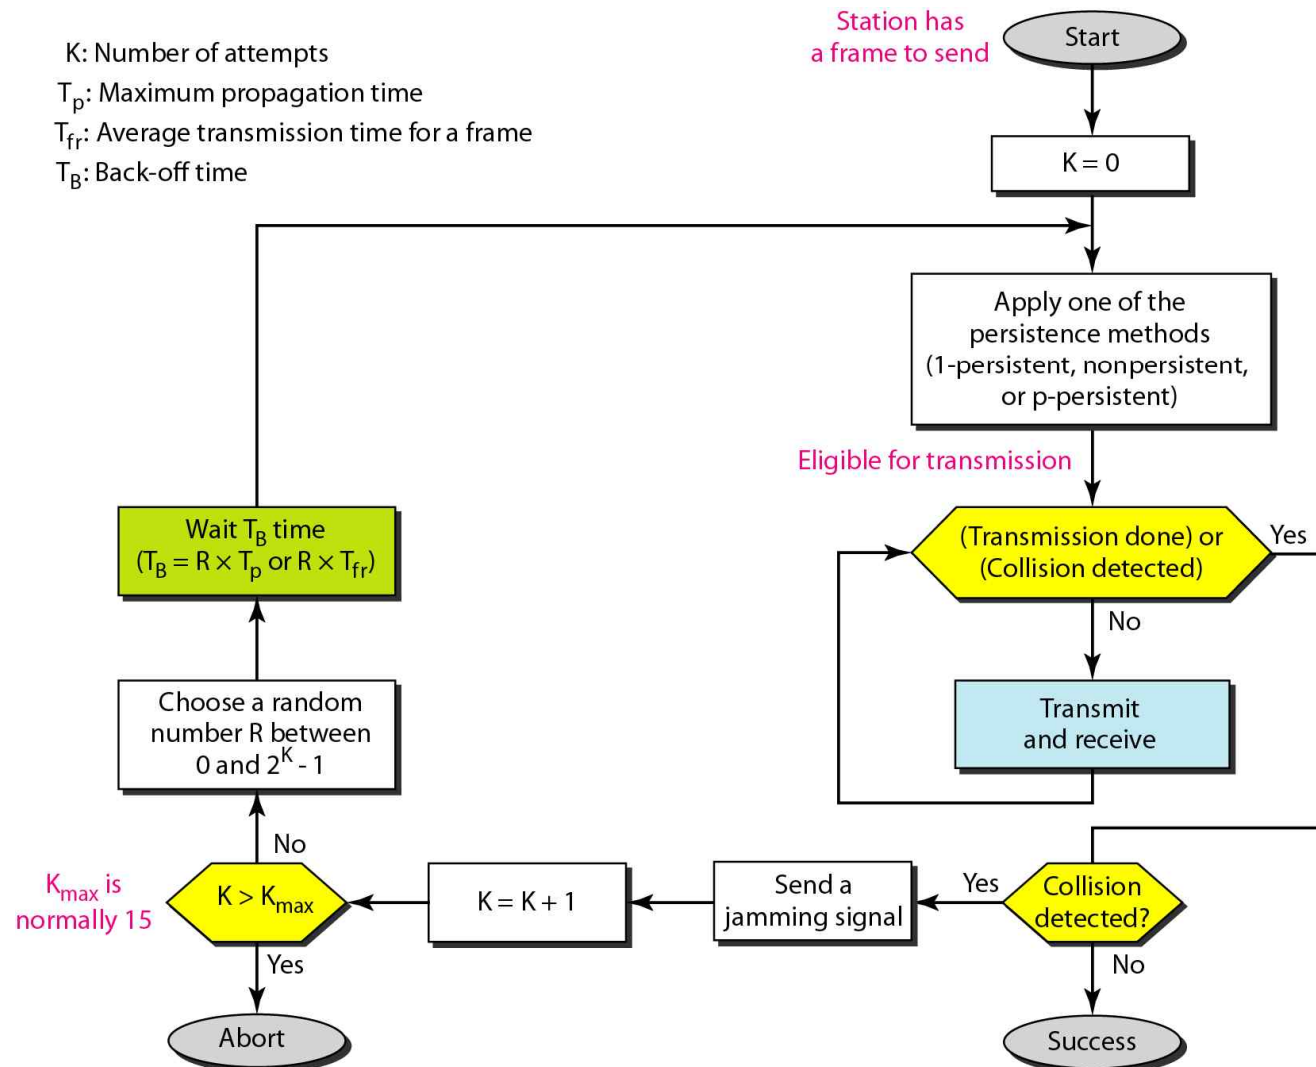 Station has
a frame to send
Start
K: Number of attempts
Tp: Maximum propagation time
Tfr: Average transmission time for a frame
TB: Back-off time
K = 0
Apply one of the
persistence methods
(1-persistent, nonpersistent,
or p-persistent)
Eligible for transmission
Wait TB time
(TB = R × Tp or R × Tfr)
(Transmission done) or
(Collision detected)
Yes
No
Choose a random
number R between
0 and 2^K - 1
Transmit
and receive
No
Kmax is
normally 15
K > Kmax
K = K + 1
Send a
jamming signal
Yes
Collision
detected?
Yes
No
Abort
Success